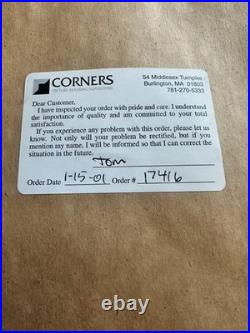 CORNERS
PICTURE FRAMING SUPERSTORE
54 Middlesex Turnpike
Burlington, MA 01803
781-270-5333
Dear Customer,
I have inspected your order with pride and care. I understand
the importance of quality and am committed to your total
satisfaction.
If you experience any problem with this order, please let us
know. Not only will your problem be rectified, but if you
mention my name, I will be informed so that I can correct the
situation in the future.
Tom
Order Date 1-15-01 Order # 17416